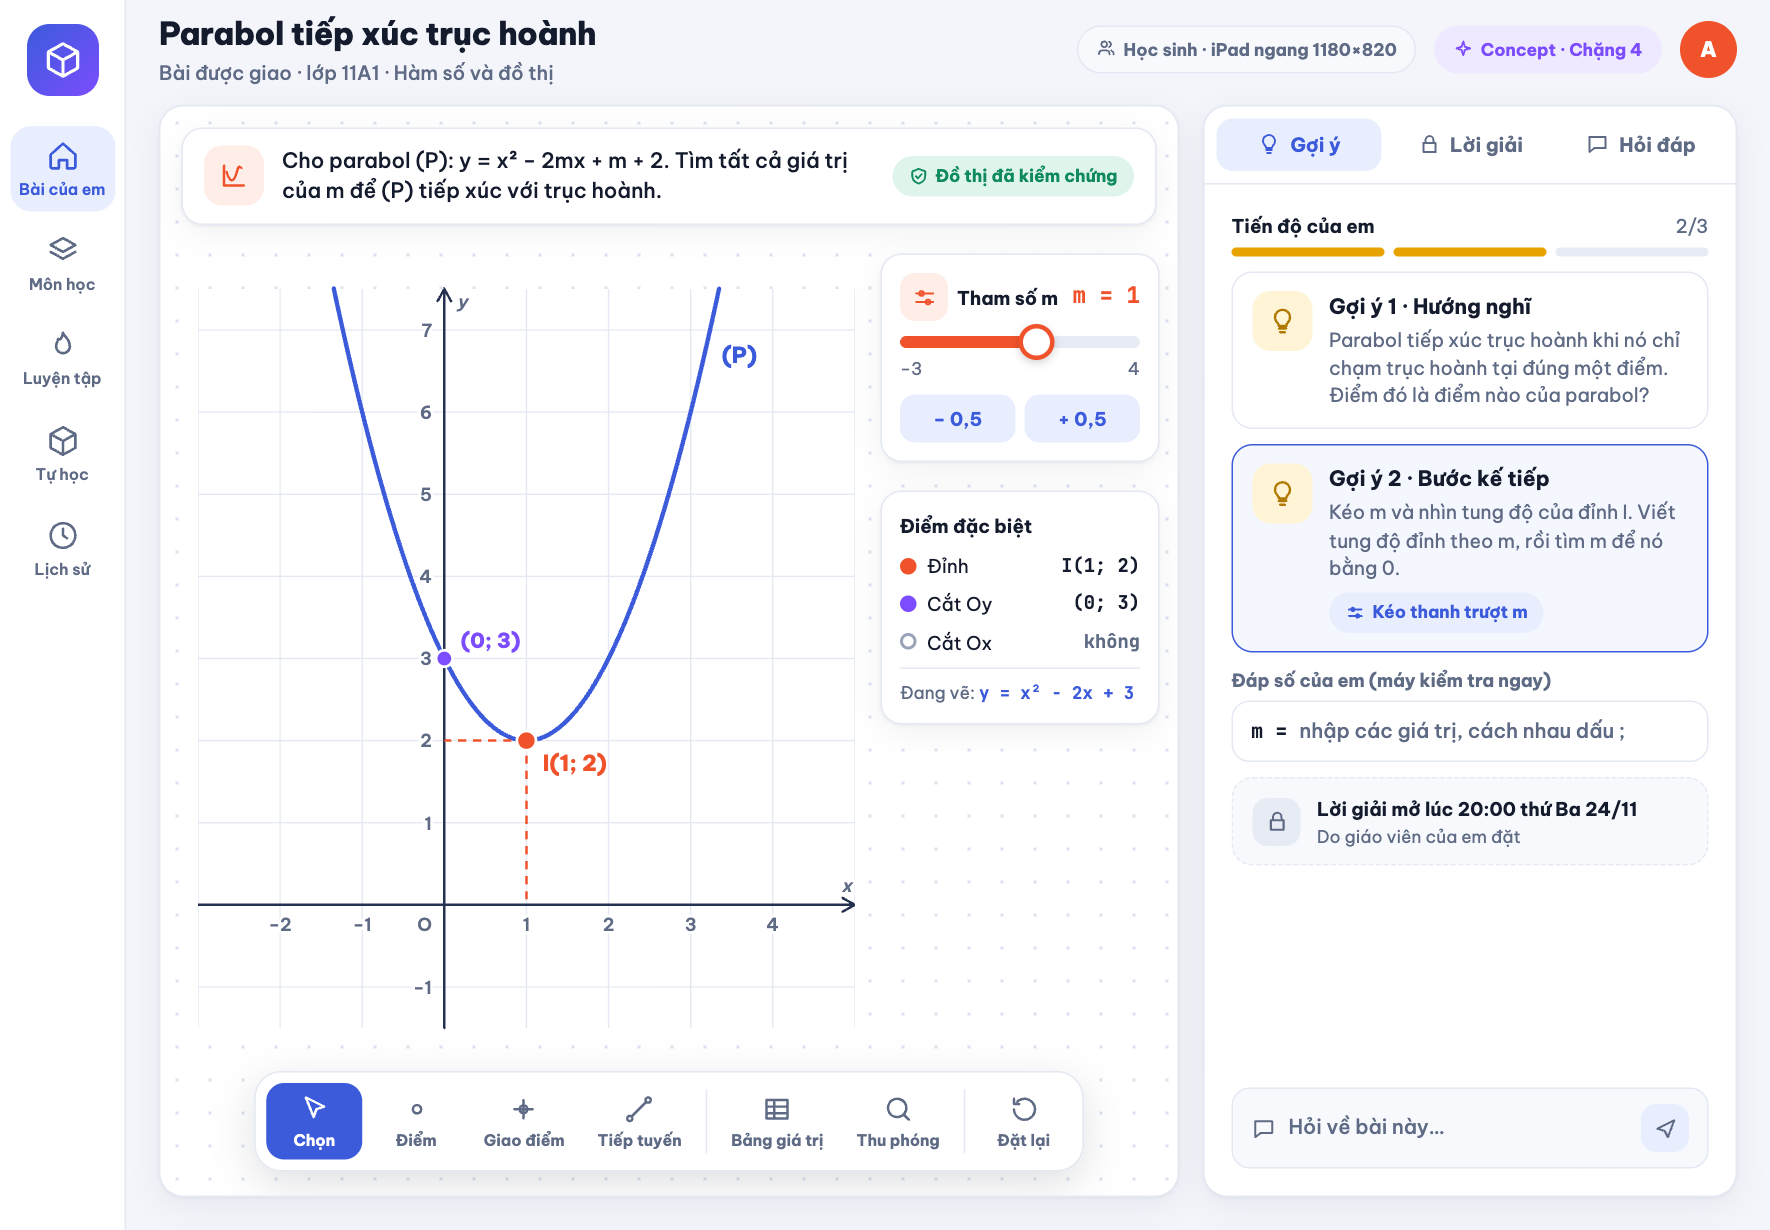 Parabol tiếp xúc trục hoành
Bài được giao · lớp 11A1 · Hàm số và đồ thị
Học sinh · iPad ngang 1180×820
Concept · Chặng 4
A
Bài của em
Môn học
Luyện tập
Tự học
Lịch sử
Cho parabol (P): y = x² − 2mx + m + 2. Tìm tất cả giá trị
của m để (P) tiếp xúc với trục hoành.
Đồ thị đã kiểm chứng
y
7
(P)
6
5
4
(0; 3)
3
2
I(1; 2)
1
x
−2
−1
O
1
2
3
4
−1
Tham số m
m = 1
−3
4
− 0,5
+ 0,5
Điểm đặc biệt
Đỉnh
I(1; 2)
Cắt Oy
(0; 3)
Cắt Ox
không
Đang vẽ: y = x² - 2x + 3
Chọn
Điểm
Giao điểm
Tiếp tuyến
Bảng giá trị
Thu phóng
Đặt lại
Gợi ý
Lời giải
Hỏi đáp
Tiến độ của em
2/3
Gợi ý 1 · Hướng nghĩ
Parabol tiếp xúc trục hoành khi nó chỉ
chạm trục hoành tại đúng một điểm.
Điểm đó là điểm nào của parabol?
Gợi ý 2 · Bước kế tiếp
Kéo m và nhìn tung độ của đỉnh I. Viết
tung độ đỉnh theo m, rồi tìm m để nó
bằng 0.
Kéo thanh trượt m
Đáp số của em (máy kiểm tra ngay)
m = nhập các giá trị, cách nhau dấu ;
Lời giải mở lúc 20:00 thứ Ba 24/11
Do giáo viên của em đặt
Hỏi về bài này...